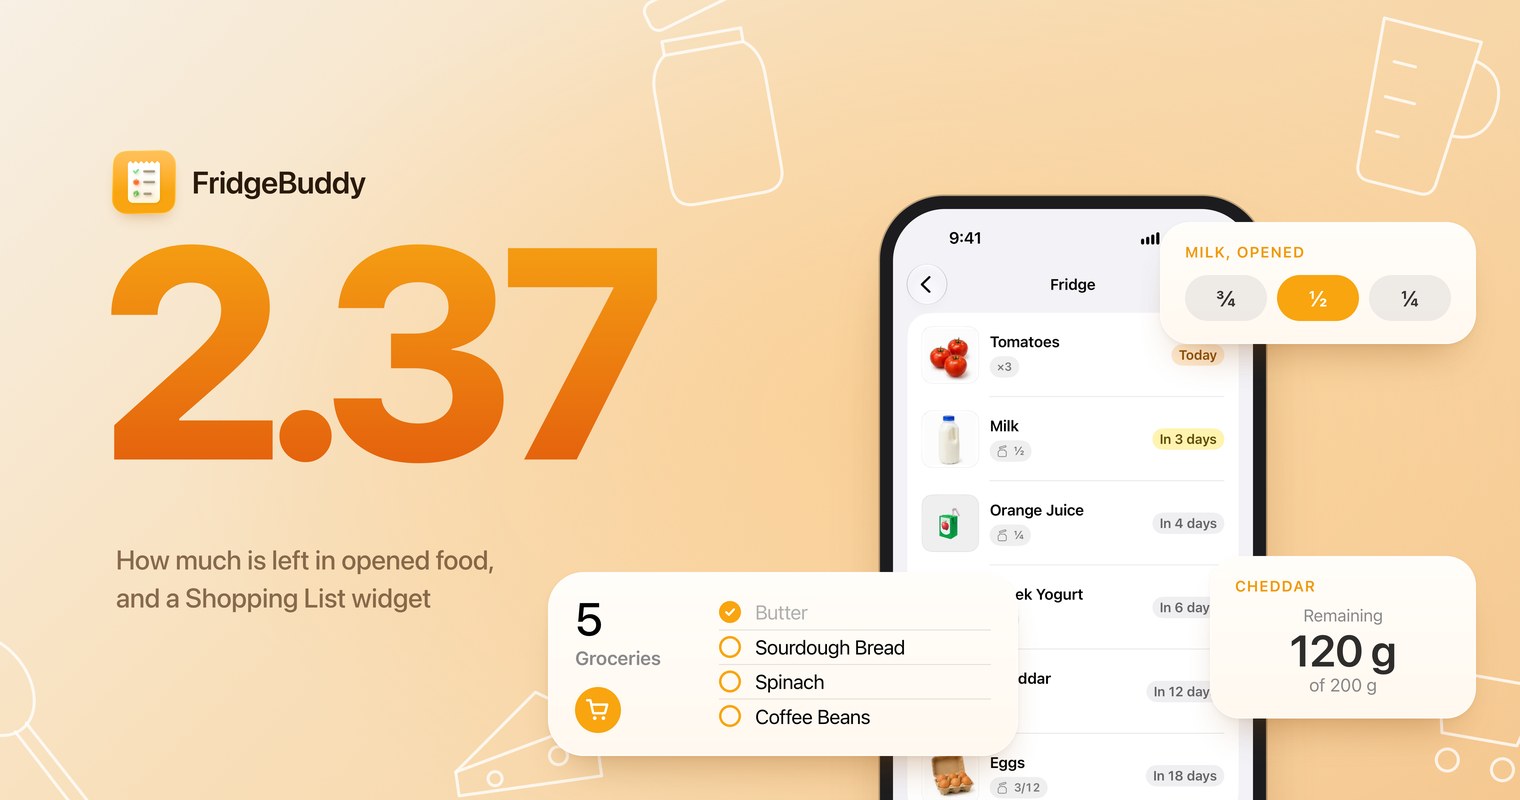 FridgeBuddy
2.37
How much is left in opened food,
and a Shopping List widget
5
Groceries
Butter
Sourdough Bread
Spinach
Coffee Beans
9:41
Fridge
Tomatoes
×3
Today
Milk
½
In 3 days
Orange Juice
¼
In 4 days
ek Yogurt
In 6 day
ddar
In 12 day
Eggs
3/12
In 18 days
MILK, OPENED
¾ ½ ¼
CHEDDAR
Remaining
120 g
of 200 g